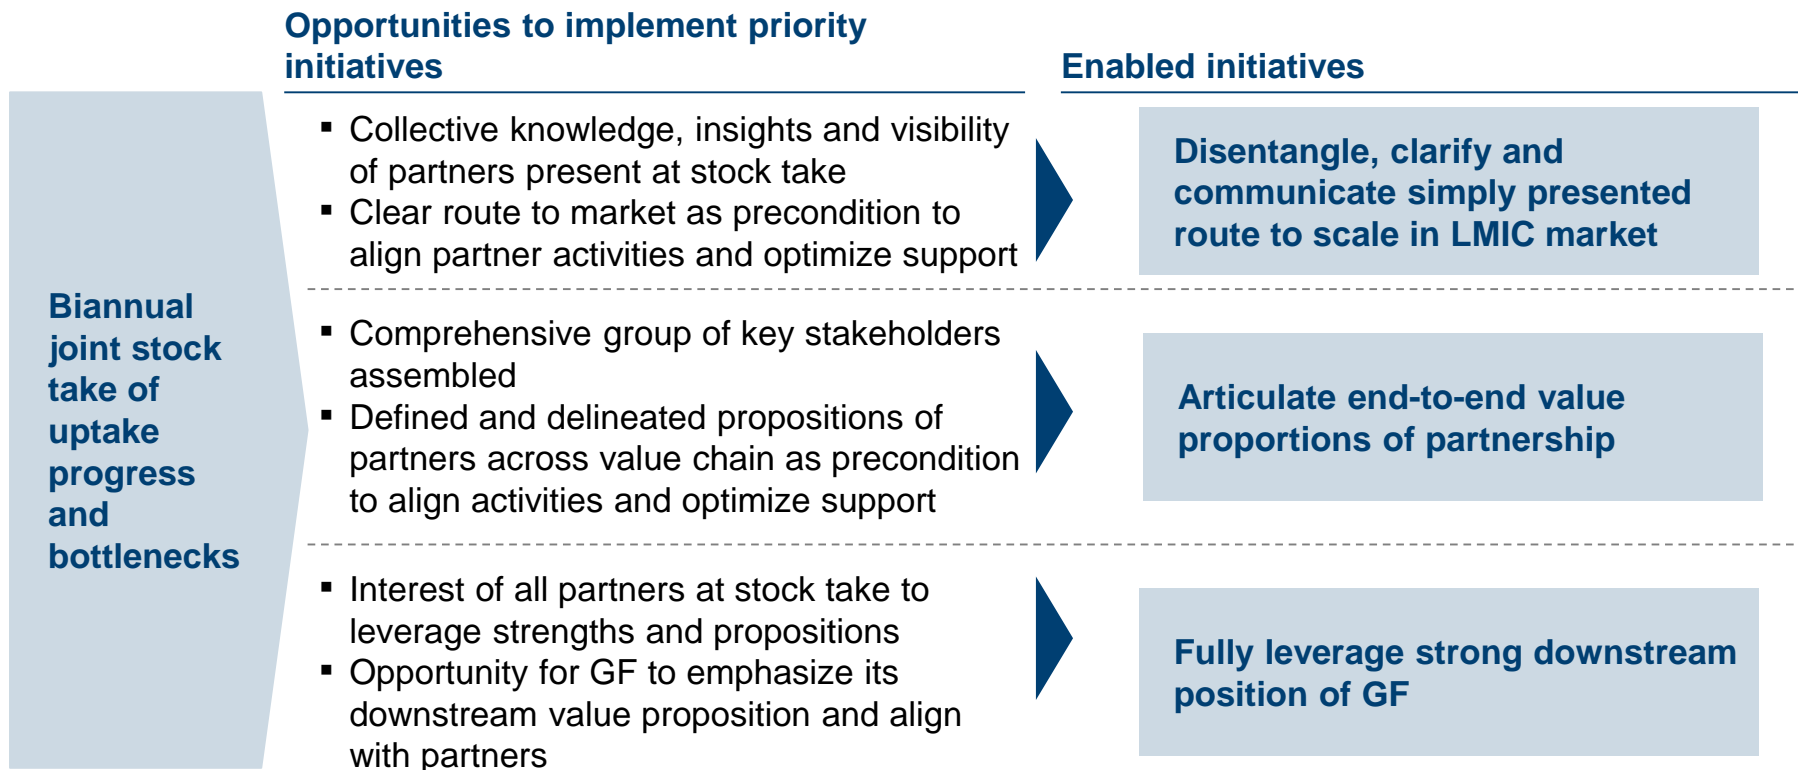 Opportunities to implement priority
initiatives
Enabled initiatives
Biannual
joint stock
take of
uptake
progress
and
bottlenecks
▪ Collective knowledge, insights and visibility
of partners present at stock take
▪ Clear route to market as precondition to
align partner activities and optimize support
Disentangle, clarify and
communicate simply presented
route to scale in LMIC market
▪ Comprehensive group of key stakeholders
assembled
▪ Defined and delineated propositions of
partners across value chain as precondition
to align activities and optimize support
Articulate end-to-end value
proportions of partnership
▪ Interest of all partners at stock take to
leverage strengths and propositions
▪ Opportunity for GF to emphasize its
downstream value proposition and align
with partners
Fully leverage strong downstream
position of GF